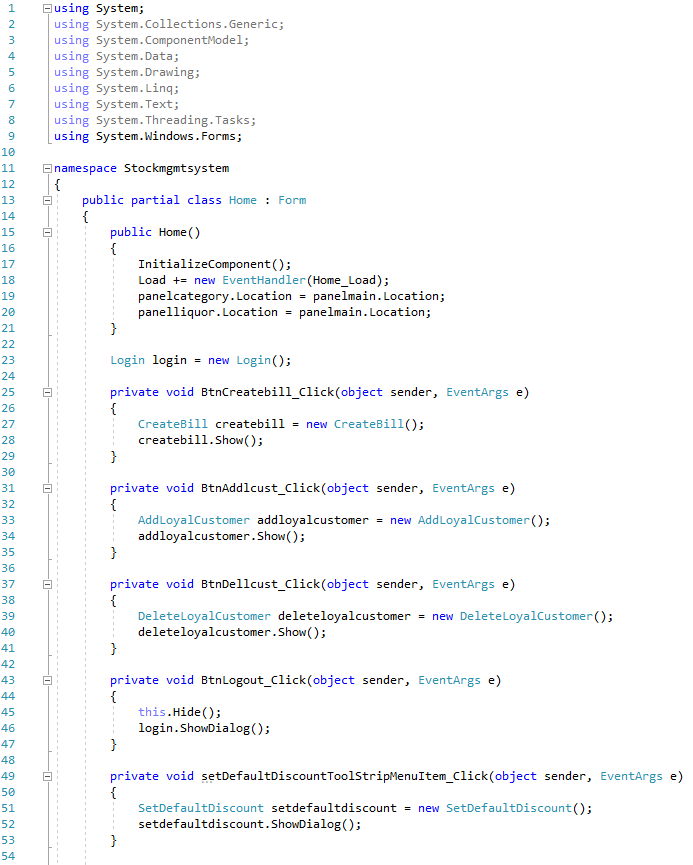 1 using System;
2 using System.Collections.Generic;
3 using System.ComponentModel;
4 using System.Data;
5 using System.Drawing;
6 using System.Linq;
7 using System.Text;
8 using System.Threading.Tasks;
9 using System.Windows.Forms;
10
11 namespace Stockmgmtsystem
12 {
13 public partial class Home : Form
14 {
15 public Home()
16 {
17 InitializeComponent();
18 Load += new EventHandler(Home_Load);
19 panelcategory.Location = panelmain.Location;
20 panelliquor.Location = panelmain.Location;
21 }
22
23 Login login = new Login();
24
25 private void BtnCreatebill_Click(object sender, EventArgs e)
26 {
27 CreateBill createbill = new CreateBill();
28 createbill.Show();
29 }
30
31 private void BtnAddlcust_Click(object sender, EventArgs e)
32 {
33 AddLoyalCustomer addloyalcustomer = new AddLoyalCustomer();
34 addloyalcustomer.Show();
35 }
36
37 private void BtnDellcust_Click(object sender, EventArgs e)
38 {
39 DeleteLoyalCustomer deleteloyalcustomer = new DeleteLoyalCustomer();
40 deleteloyalcustomer.Show();
41 }
42
43 private void BtnLogout_Click(object sender, EventArgs e)
44 {
45 this.Hide();
46 login.ShowDialog();
47 }
48
49 private void setDefaultDiscountToolStripMenuItem_Click(object sender, EventArgs e)
50 {
51 SetDefaultDiscount setdefaultdiscount = new SetDefaultDiscount();
52 setdefaultdiscount.ShowDialog();
53 }
54